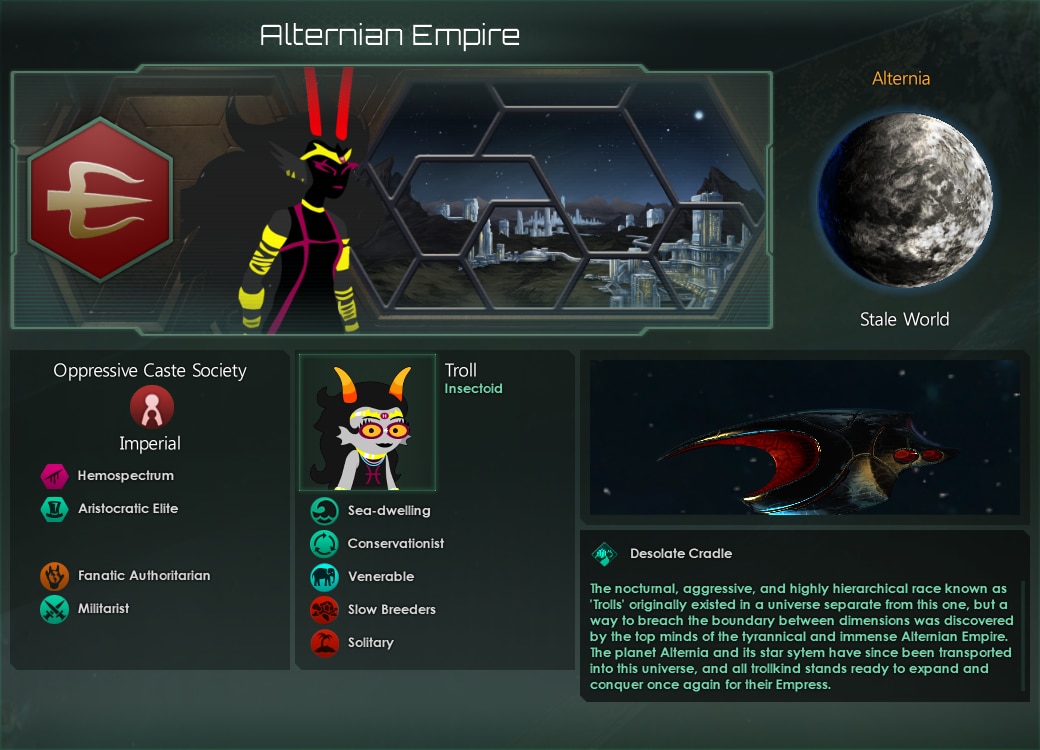 Alternian Empire
Alternia
Stale World
Oppressive Caste Society
Imperial
Hemospectrum
Aristocratic Elite
Fanatic Authoritarian
Militarist
Troll
Insectoid
Sea-dwelling
Conservationist
Venerable
Slow Breeders
Solitary
Desolate Cradle
The nocturnal, aggressive, and highly hierarchical race known as
'Trolls' originally existed in a universe separate from this one, but a
way to breach the boundary between dimensions was discovered
by the top minds of the tyrannical and immense Alternian Empire.
The planet Alternia and its star sytem have since been transported
into this universe, and all trollkind stands ready to expand and
conquer once again for their Empress.